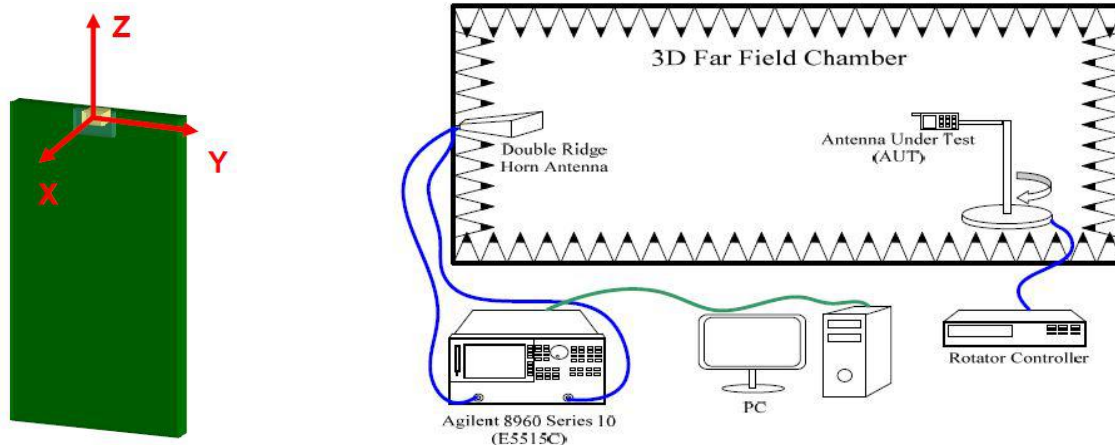 Z
Y
X
3D Far Field Chamber
Double Ridge
Horn Antenna
Antenna Under Test
(AUT)
Agilent 8960 Series 10
(E5515C)
PC
Rotator Controller